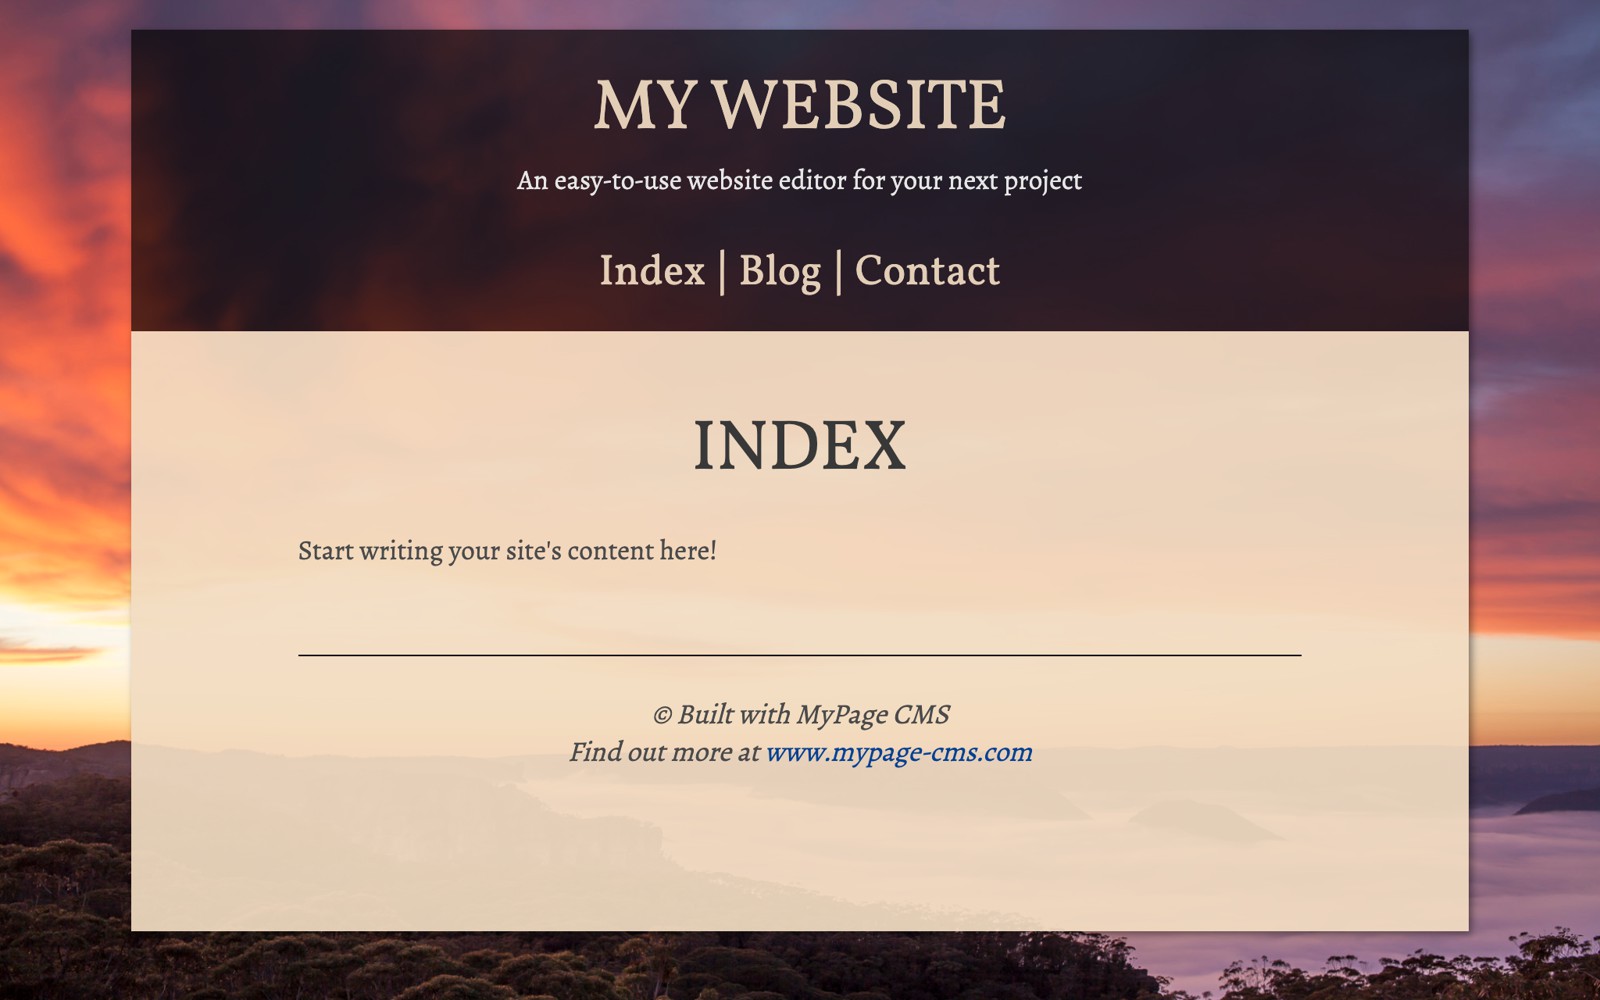 MY WEBSITE
An easy-to-use website editor for your next project
Index | Blog | Contact
INDEX
Start writing your site's content here!
© Built with MyPage CMS
Find out more at www.mypage-cms.com